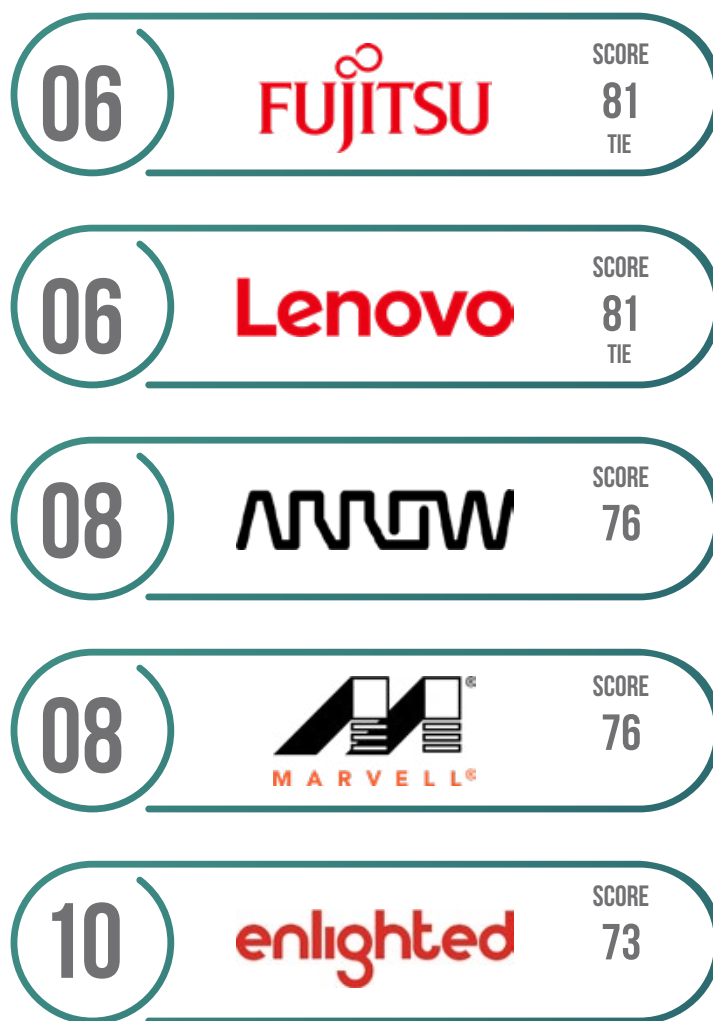 06
FUJITSU
SCORE
81
TIE
06
Lenovo
SCORE
81
TIE
08
ARROW
SCORE
76
08
MARVELL®
SCORE
76
10
enlighted
SCORE
73